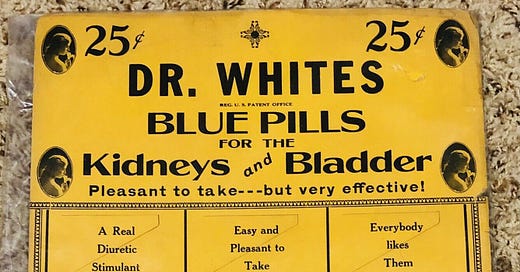 25¢ 25¢
DR. WHITES
REG. U. S. PATENT OFFICE
BLUE PILLS
FOR THE
Kidneys and Bladder
Pleasant to take---but very effective!
A Real
Diuretic
Stimulant
Easy and
Pleasant to
Take
Everybody
likes
Them